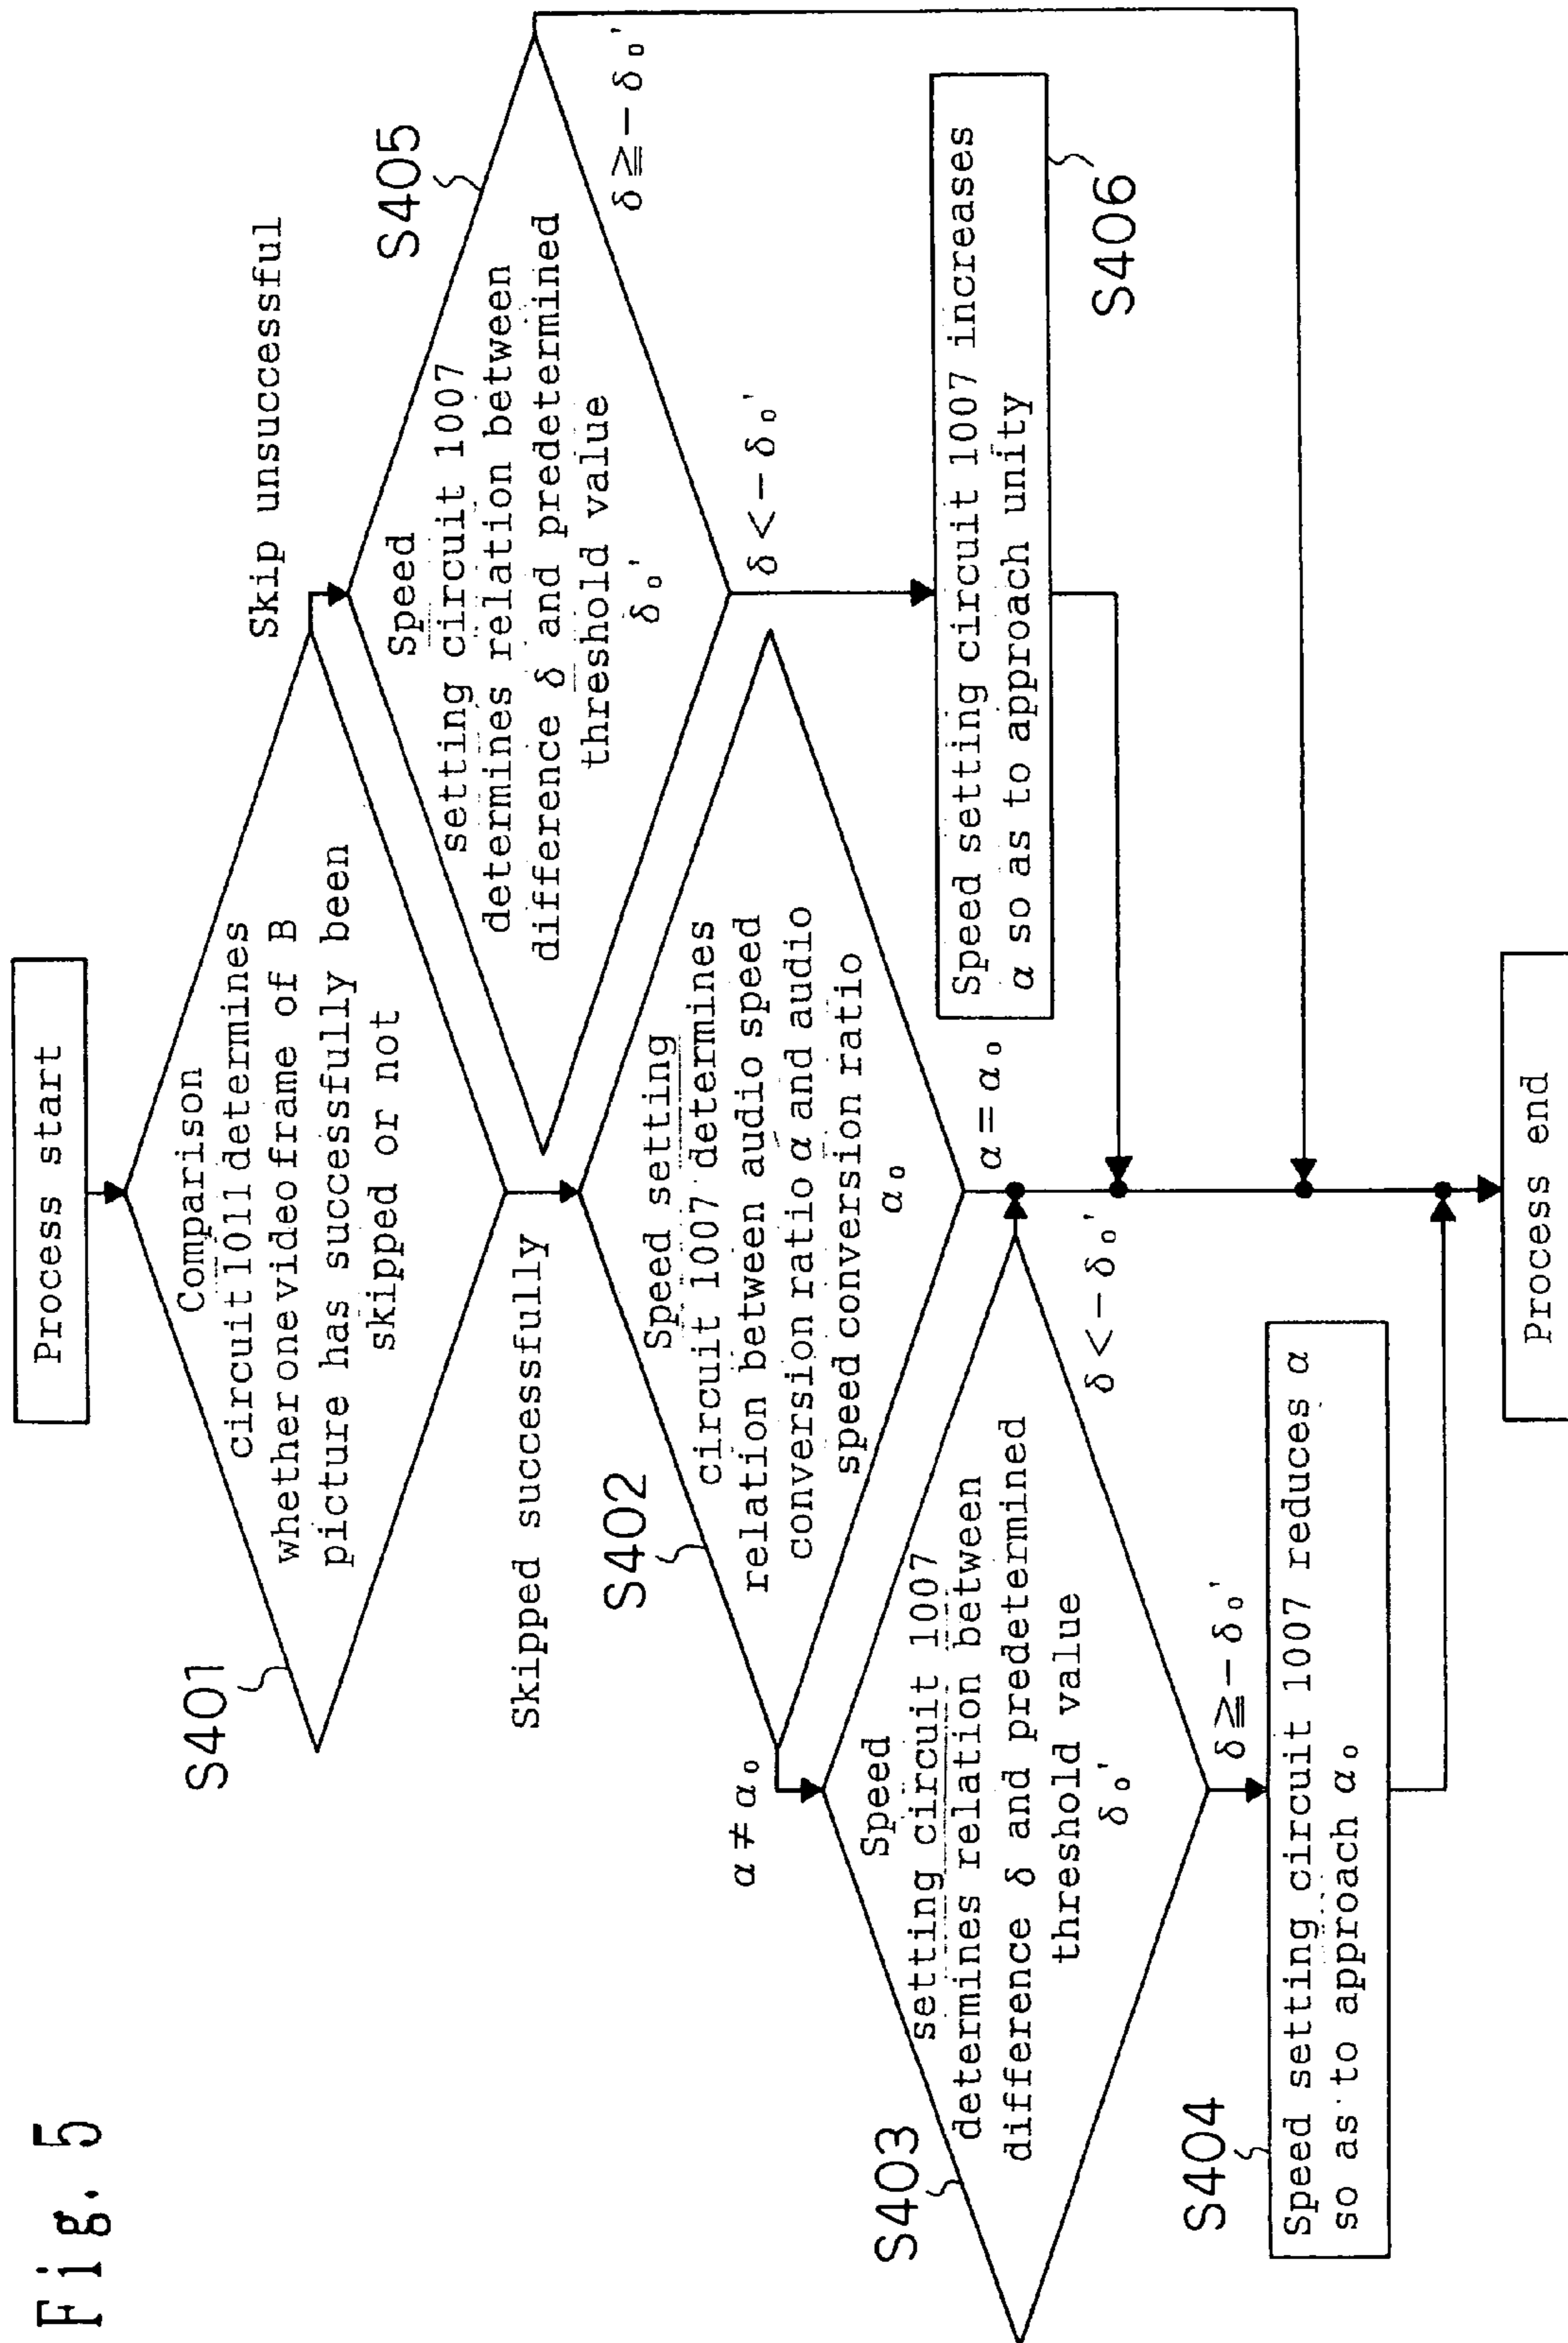 Fig. 5
Process start
S401
Comparison
circuit 1011 determines
whether one video frame of B
picture has successfully been
skipped or not
Skip unsuccessful
Skipped successfully
S405
Speed
setting circuit 1007
determines relation between
difference δ and predetermined
threshold value
δ₀'
δ ≧ −δ₀'
δ < −δ₀'
S402
Speed setting
circuit 1007 determines
relation between audio speed
conversion ratio α and audio
speed conversion ratio
α₀
α ≠ α₀
α = α₀
S403
Speed
setting circuit 1007
determines relation between
difference δ and predetermined
threshold value
δ₀'
δ < −δ₀'
δ ≧ −δ₀'
Speed setting circuit 1007 increases
α so as to approach unity
S406
S404
Speed setting circuit 1007 reduces α
so as to approach α₀
Process end